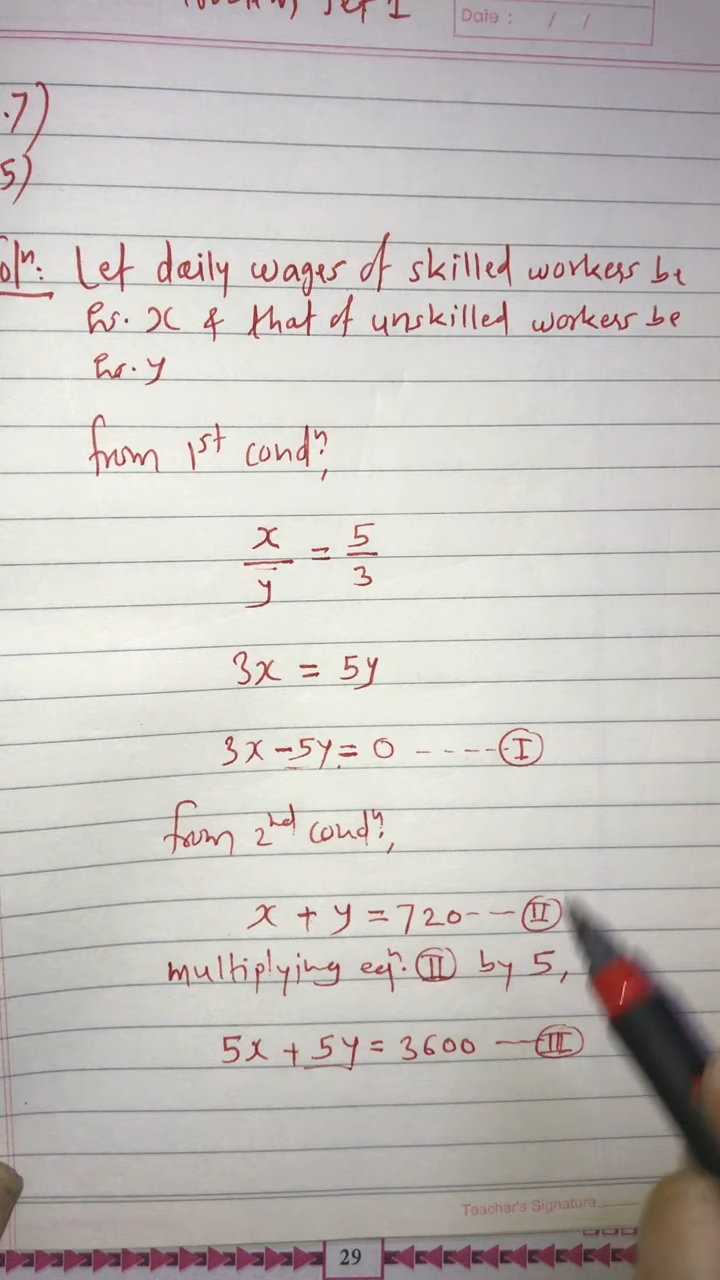 Set I
Date : / /
.7)
5)
olⁿ: Let daily wages of skilled workers be
Rs. x & that of unskilled workers be
Rs. y
from 1st condⁿ,
x/y = 5/3
3x = 5y
3x - 5y = 0 ---- I
from 2nd condⁿ,
x + y = 720 -- II
multiplying eqⁿ. II by 5,
5x + 5y = 3600 — III
Teacher's Signature
29